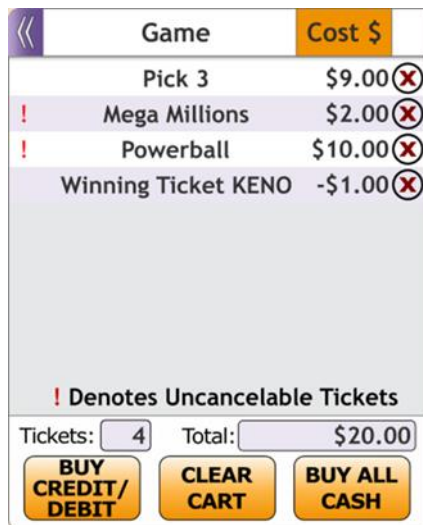 Game Cost $
Pick 3 $9.00 X
! Mega Millions $2.00 X
! Powerball $10.00 X
Winning Ticket KENO -$1.00 X
! Denotes Uncancelable Tickets
Tickets: 4 Total: $20.00
BUY CREDIT/ DEBIT
CLEAR CART
BUY ALL CASH